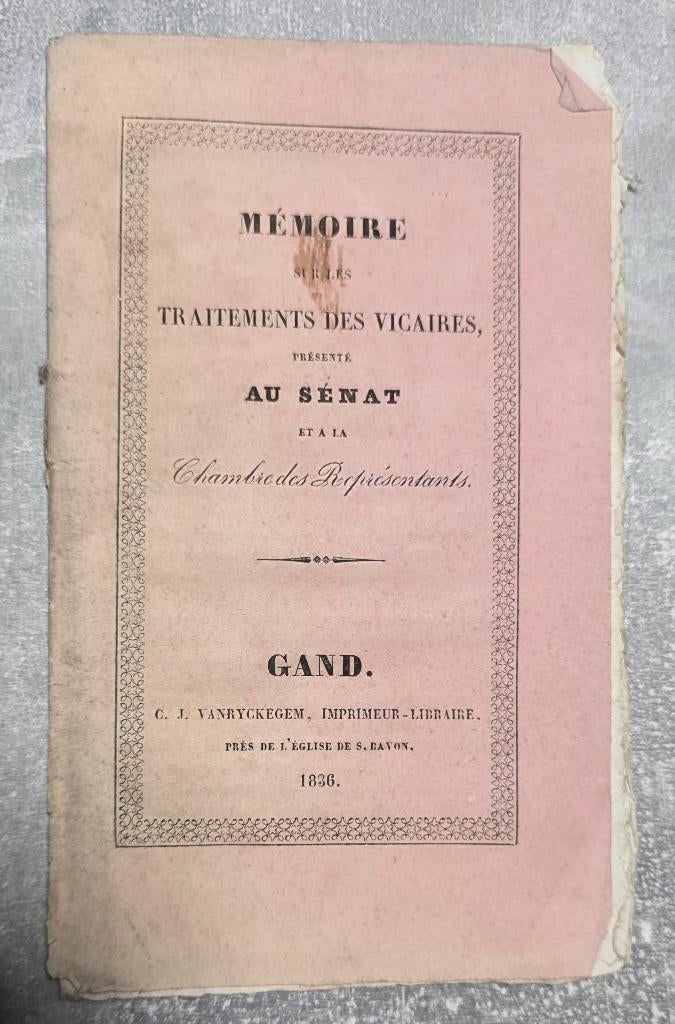 MÉMOIRE
SUR LES
TRAITEMENTS DES VICAIRES,
PRÉSENTÉ
AU SÉNAT
ET A LA
Chambre des Représentants.
GAND.
C. J. VANRYCKEGEM, IMPRIMEUR-LIBRAIRE,
PRÈS DE L'ÉGLISE DE S. BAVON.
1836.